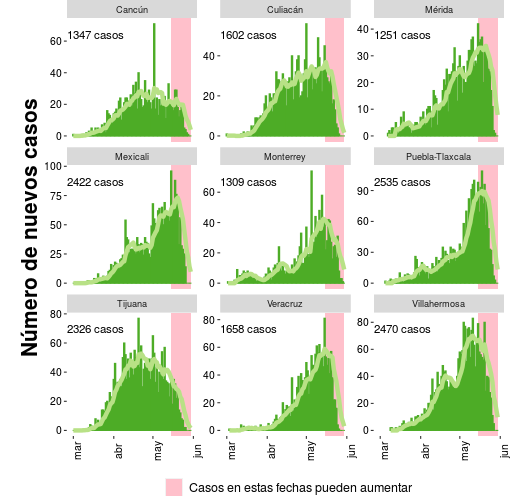 Número de nuevos casos
Cancún
1347 casos
60
40
20
0
Culiacán
1602 casos
40
20
0
Mérida
1251 casos
40
30
20
10
0
Mexicali
2422 casos
100
75
50
25
0
Monterrey
1309 casos
60
40
20
0
Puebla-Tlaxcala
2535 casos
90
60
30
0
Tijuana
2326 casos
80
60
40
20
0
Veracruz
1658 casos
80
60
40
20
0
Villahermosa
2470 casos
80
60
40
20
0
mar abr may jun
mar abr may jun
mar abr may jun
Casos en estas fechas pueden aumentar